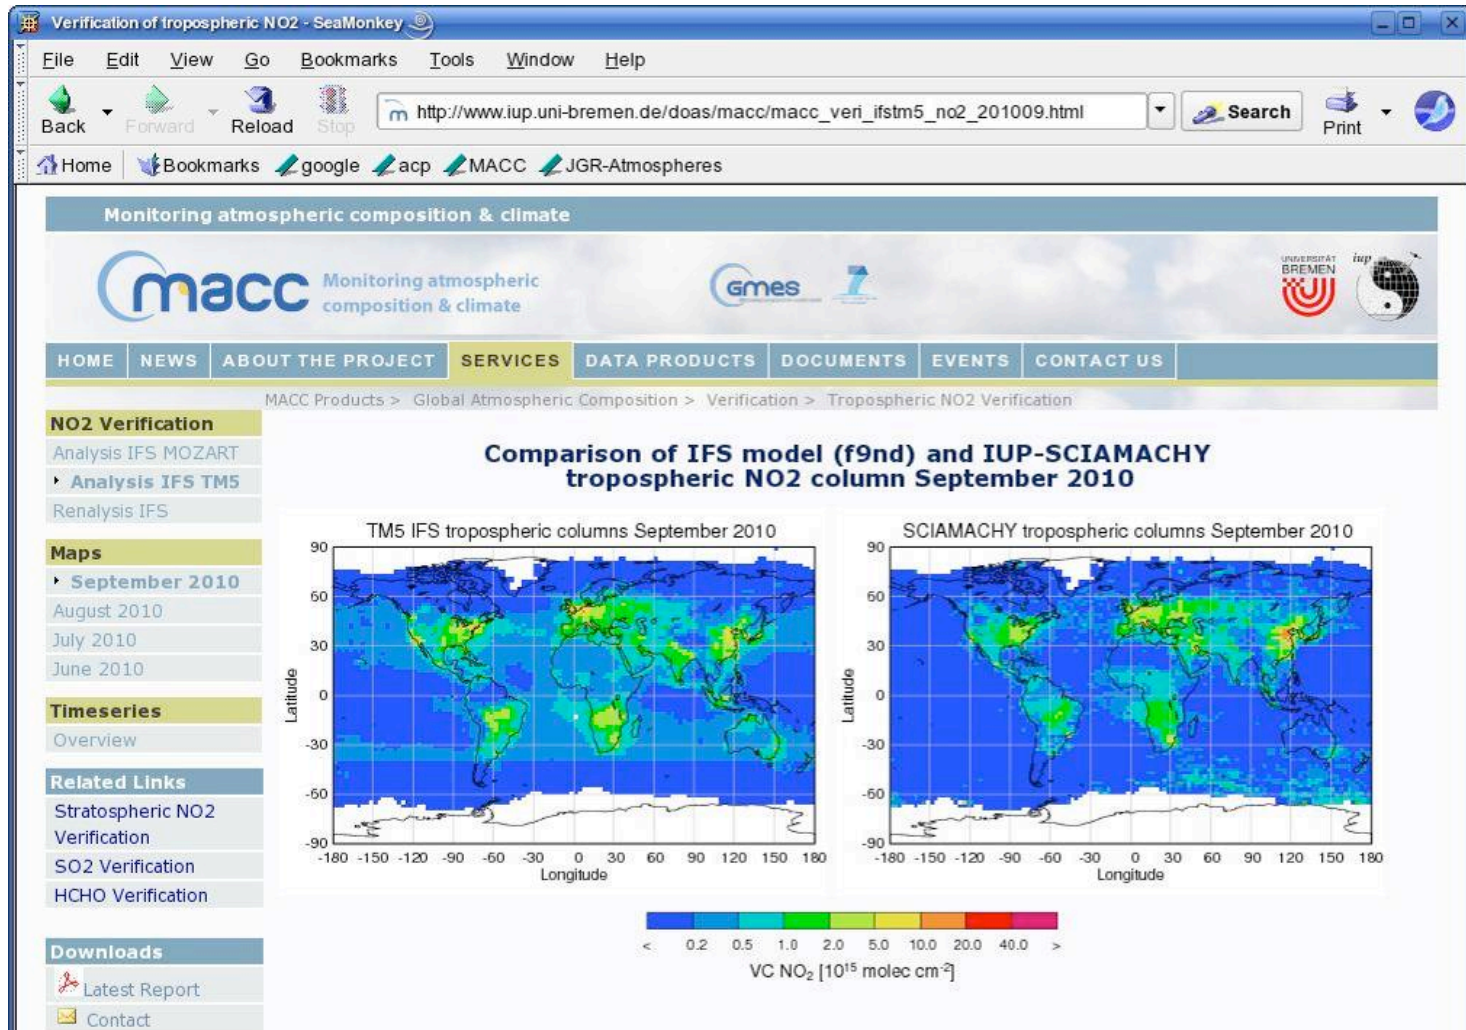 Verification of tropospheric NO2 - SeaMonkey
File Edit View Go Bookmarks Tools Window Help
Back Forward Reload Stop http://www.iup.uni-bremen.de/doas/macc/macc_veri_ifstm5_no2_201009.html Search Print
Home Bookmarks google acp MACC JGR-Atmospheres
Monitoring atmospheric composition & climate
macc Monitoring atmospheric
composition & climate
GMES 7
UNIVERSITÄT
BREMEN
iup
HOME NEWS ABOUT THE PROJECT SERVICES DATA PRODUCTS DOCUMENTS EVENTS CONTACT US
MACC Products > Global Atmospheric Composition > Verification > Tropospheric NO2 Verification
NO2 Verification
Analysis IFS MOZART
Analysis IFS TM5
Renalysis IFS
Maps
September 2010
August 2010
July 2010
June 2010
Timeseries
Overview
Related Links
Stratospheric NO2
Verification
SO2 Verification
HCHO Verification
Downloads
Latest Report
Contact
Comparison of IFS model (f9nd) and IUP-SCIAMACHY
tropospheric NO2 column September 2010
TM5 IFS tropospheric columns September 2010
90
60
30
0
-30
-60
-90
Latitude
-180 -150 -120 -90 -60 -30 0 30 60 90 120 150 180
Longitude
SCIAMACHY tropospheric columns September 2010
90
60
30
0
-30
-60
-90
Latitude
-180 -150 -120 -90 -60 -30 0 30 60 90 120 150 180
Longitude
< 0.2 0.5 1.0 2.0 5.0 10.0 20.0 40.0 >
VC NO₂ [10¹⁵ molec cm⁻²]